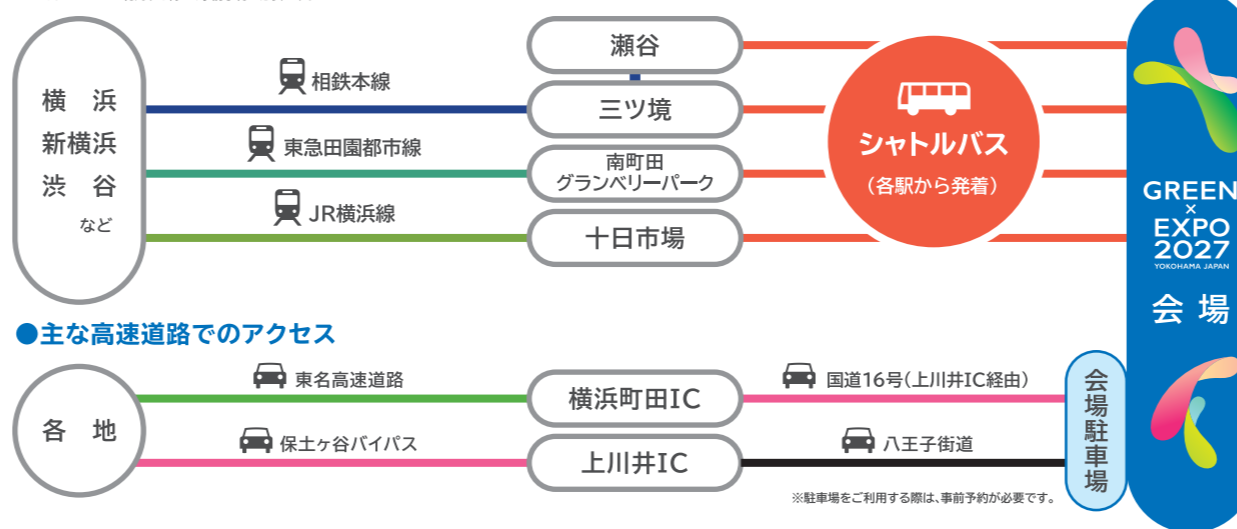 横 浜
新横浜
渋 谷
など
相鉄本線
東急田園都市線
JR横浜線
瀬谷
三ツ境
南町田
グランベリーパーク
十日市場
シャトルバス
(各駅から発着)
GREEN
×
EXPO
2027
YOKOHAMA JAPAN
会 場
●主な高速道路でのアクセス
各 地
東名高速道路
保土ヶ谷バイパス
横浜町田IC
上川井IC
国道16号(上川井IC経由)
八王子街道
会場駐車場
※駐車場をご利用する際は、事前予約が必要です。